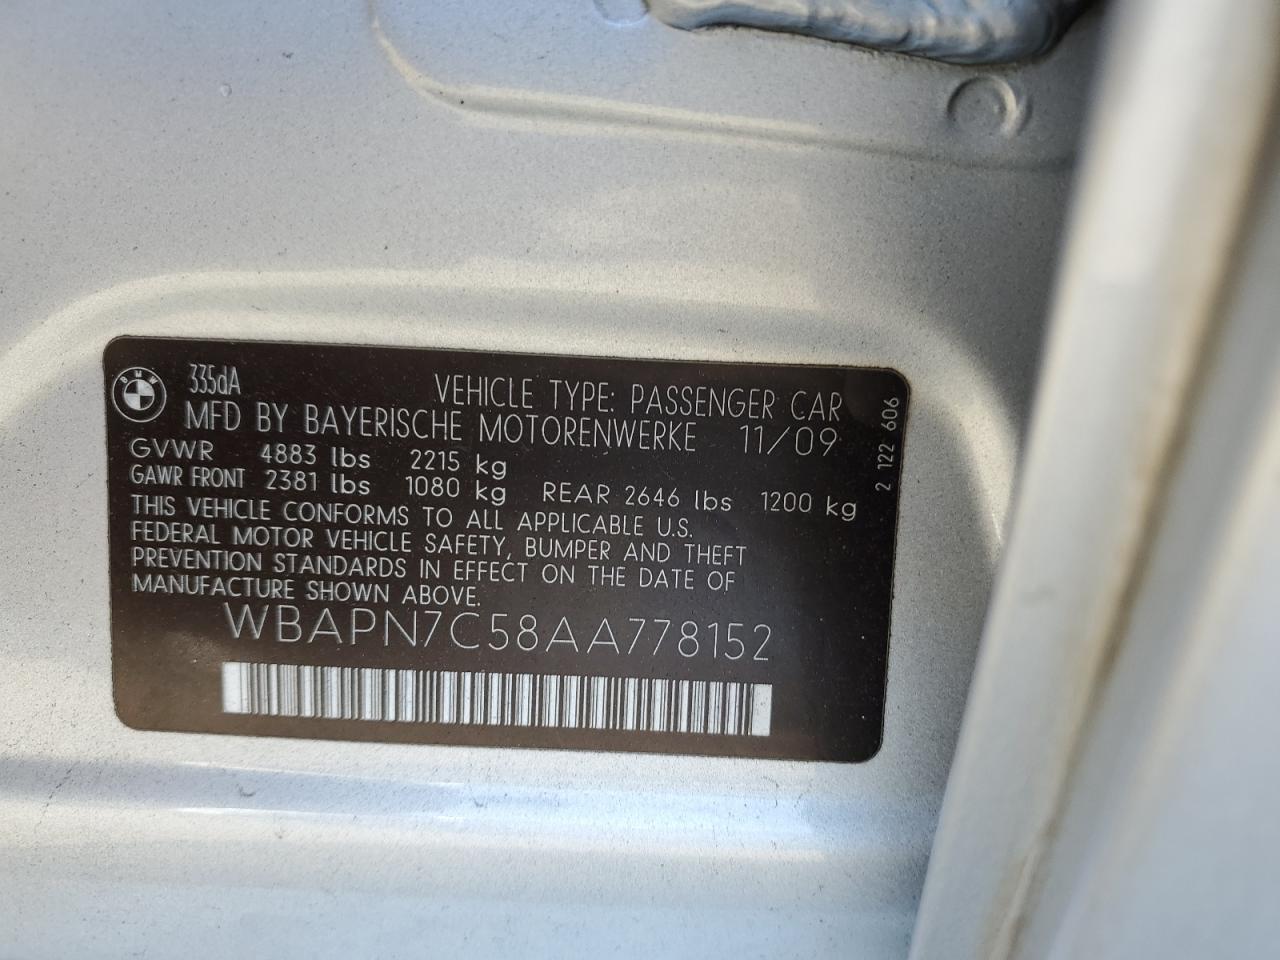 BMW
335dA
VEHICLE TYPE: PASSENGER CAR
MFD BY BAYERISCHE MOTORENWERKE 11/09
GVWR 4883 lbs 2215 kg
GAWR FRONT 2381 lbs 1080 kg REAR 2646 lbs 1200 kg
THIS VEHICLE CONFORMS TO ALL APPLICABLE U.S.
FEDERAL MOTOR VEHICLE SAFETY, BUMPER AND THEFT
PREVENTION STANDARDS IN EFFECT ON THE DATE OF
MANUFACTURE SHOWN ABOVE.
WBAPN7C58AA778152
2 122 606